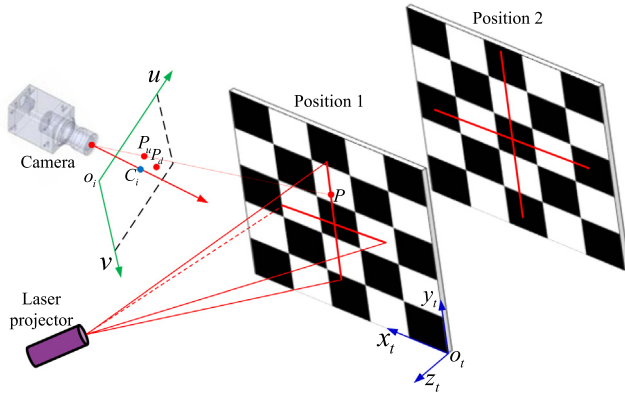 Position 2
Position 1
u
Camera
P_u
P_d
C_i
o_i
P
v
Laser
projector
y_t
x_t
o_t
z_t